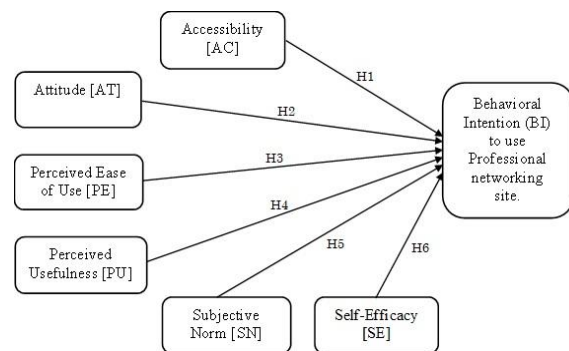 Accessibility
[AC]
H1
Attitude [AT]
H2
Behavioral
Intention (BI)
to use
Professional
networking
site.
Perceived Ease
of Use [PE]
H3
H4
Perceived
Usefulness [PU]
H5
H6
Subjective
Norm [SN]
Self-Efficacy
[SE]